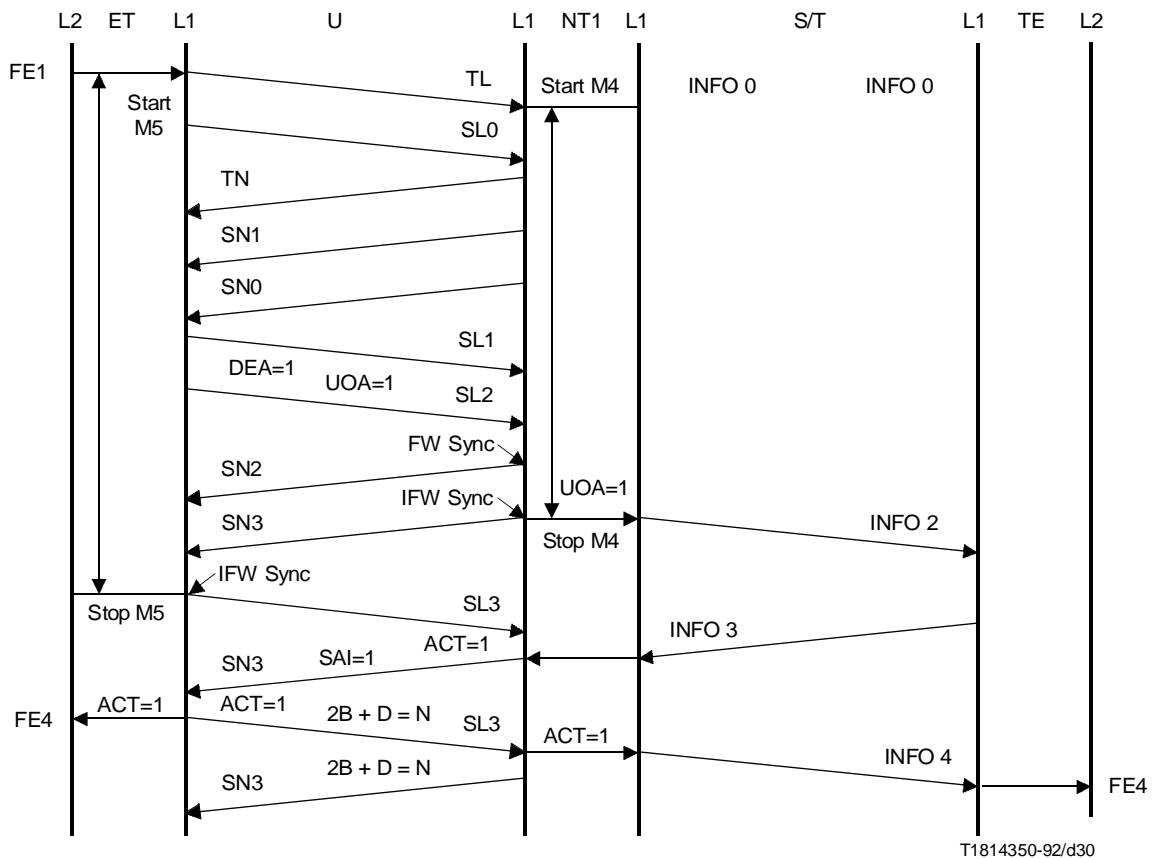 L2 ET L1 U L1 NT1 L1 S/T L1 TE L2
FE1
TL
Start M4
INFO 0
INFO 0
Start
M5
SL0
TN
SN1
SN0
SL1
DEA=1
UOA=1
SL2
FW Sync
SN2
UOA=1
IFW Sync
SN3
INFO 2
Stop M4
IFW Sync
Stop M5
SL3
INFO 3
ACT=1
SAI=1
SN3
ACT=1
ACT=1
2B + D = N
FE4
SL3
ACT=1
INFO 4
2B + D = N
SN3
FE4
T1814350-92/d30